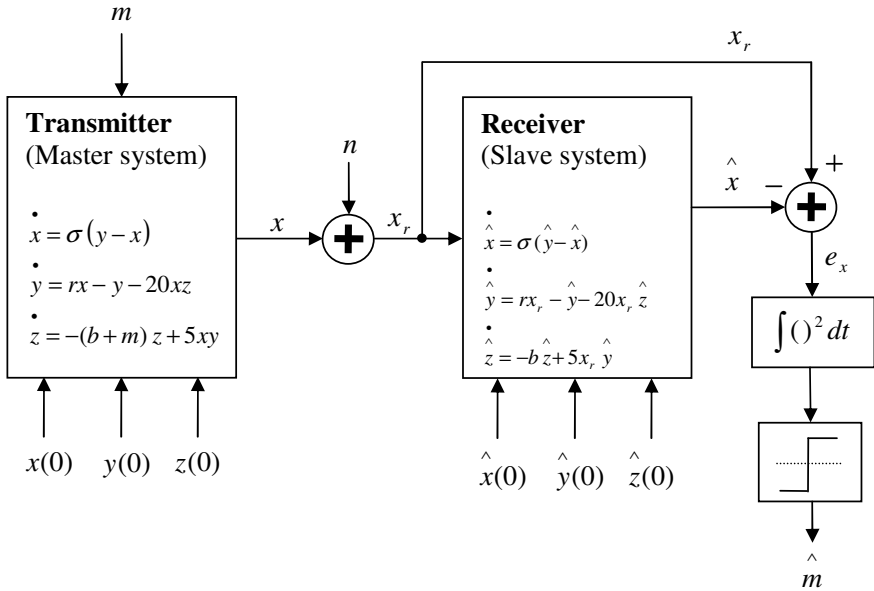 m
Transmitter
(Master system)
ẋ = σ(y − x)
ẏ = rx − y − 20xz
ż = −(b + m) z + 5xy
x(0) y(0) z(0)
x
n
+
x_r
x_r
Receiver
(Slave system)
x̂̇ = σ(ŷ − x̂)
ŷ̇ = rx_r − ŷ − 20x_r ẑ
ẑ̇ = −b ẑ + 5x_r ŷ
x̂(0) ŷ(0) ẑ(0)
x̂
− +
+
e_x
∫()² dt
m̂